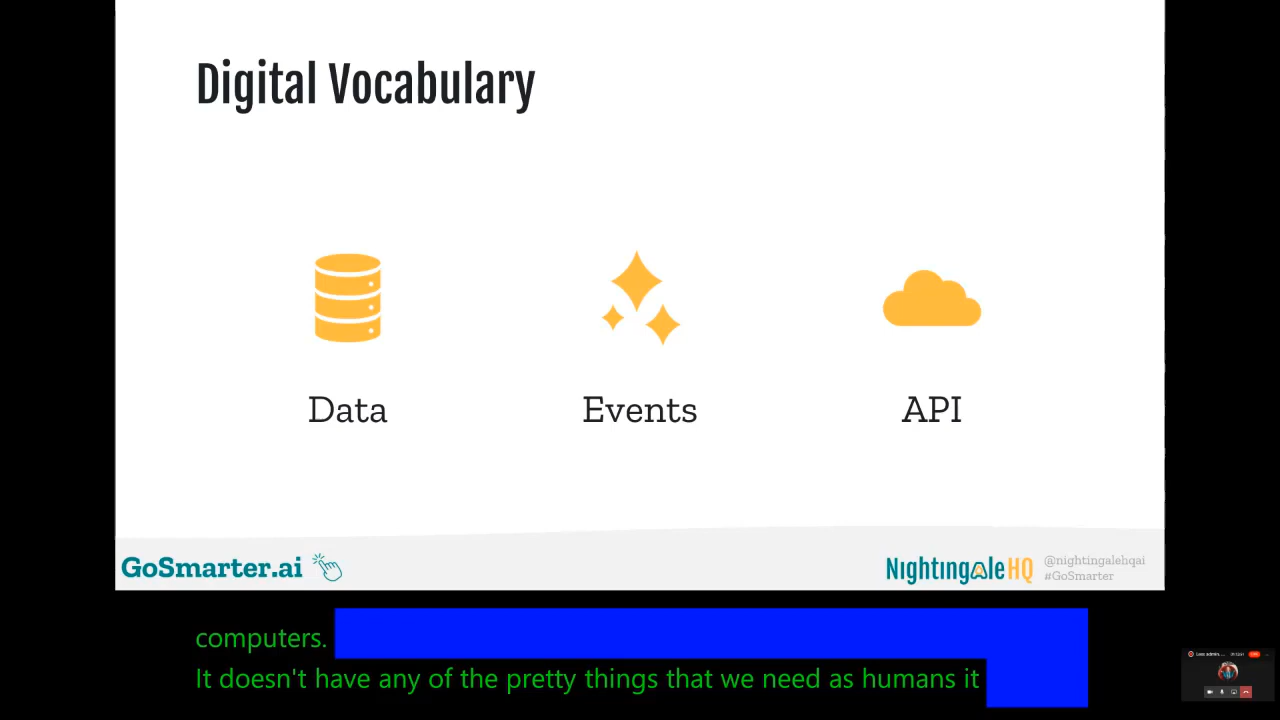 Digital Vocabulary
Data
Events
API
GoSmarter.ai
NightingaleHQ
@nightingalehqai
#GoSmarter
computers.
It doesn't have any of the pretty things that we need as humans it